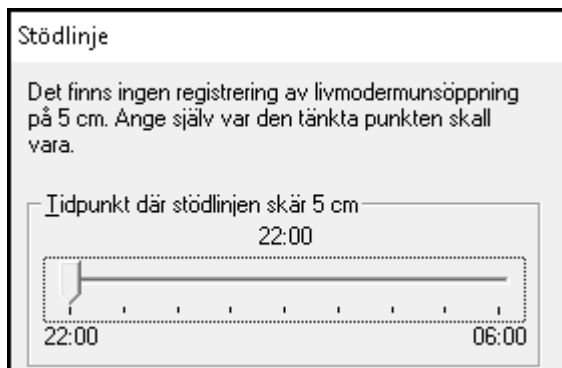 Stödlinje
Det finns ingen registrering av livmodermunsöppning
på 5 cm. Ange själv var den tänkta punkten skall
vara.
Tidpunkt där stödlinjen skär 5 cm
22:00
22:00 06:00